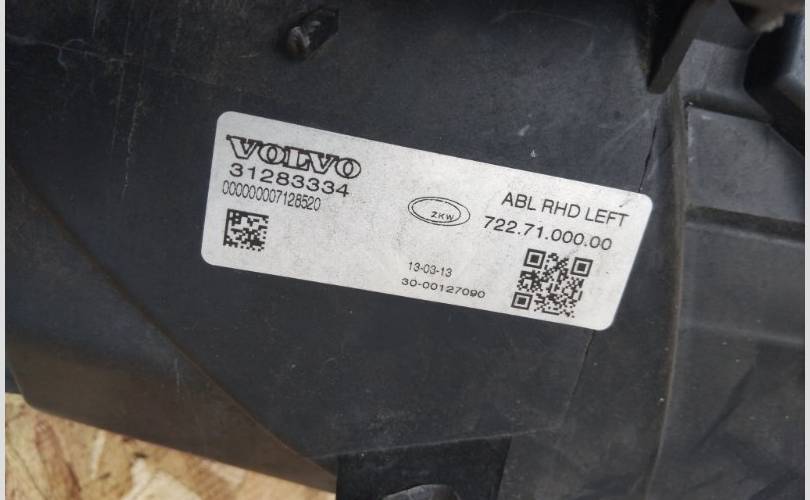 VOLVO
31283334
000000007128520
ZKW
ABL RHD LEFT
722.71.000.00
13-03-13
30-00127090